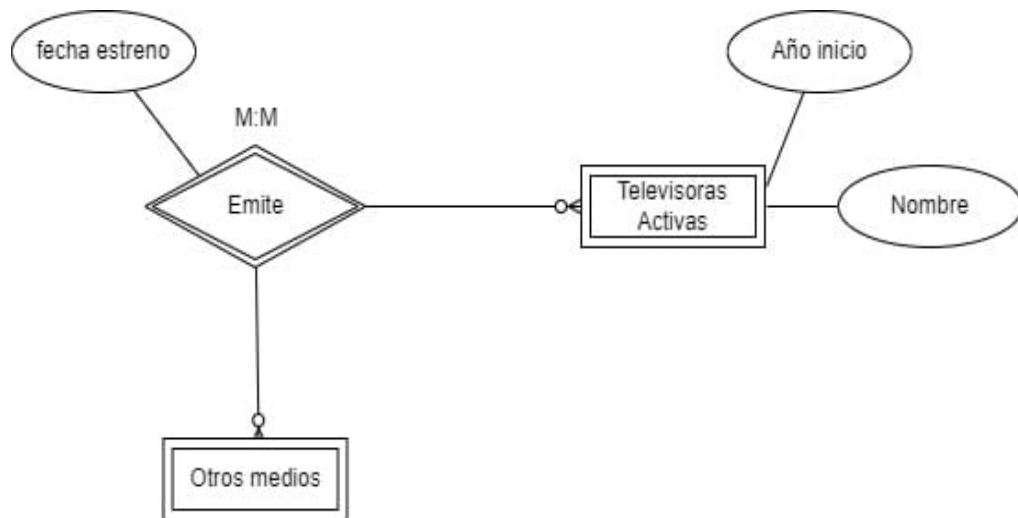 fecha estreno
Año inicio
M:M
Emite
Televisoras
Activas
Nombre
Otros medios